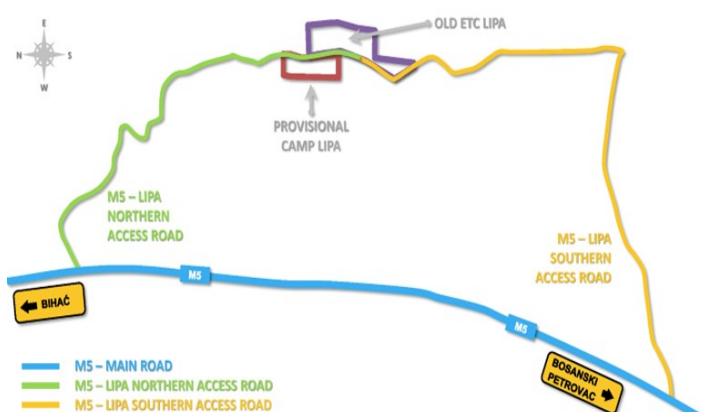 E
N
S
W
OLD ETC LIPA
PROVISIONAL
CAMP LIPA
M5 – LIPA
NORTHERN
ACCESS ROAD
M5 – LIPA
SOUTHERN
ACCESS ROAD
M5
BIHAĆ
M5
BOSANSKI
PETROVAC
M5 – MAIN ROAD
M5 – LIPA NORTHERN ACCESS ROAD
M5 – LIPA SOUTHERN ACCESS ROAD